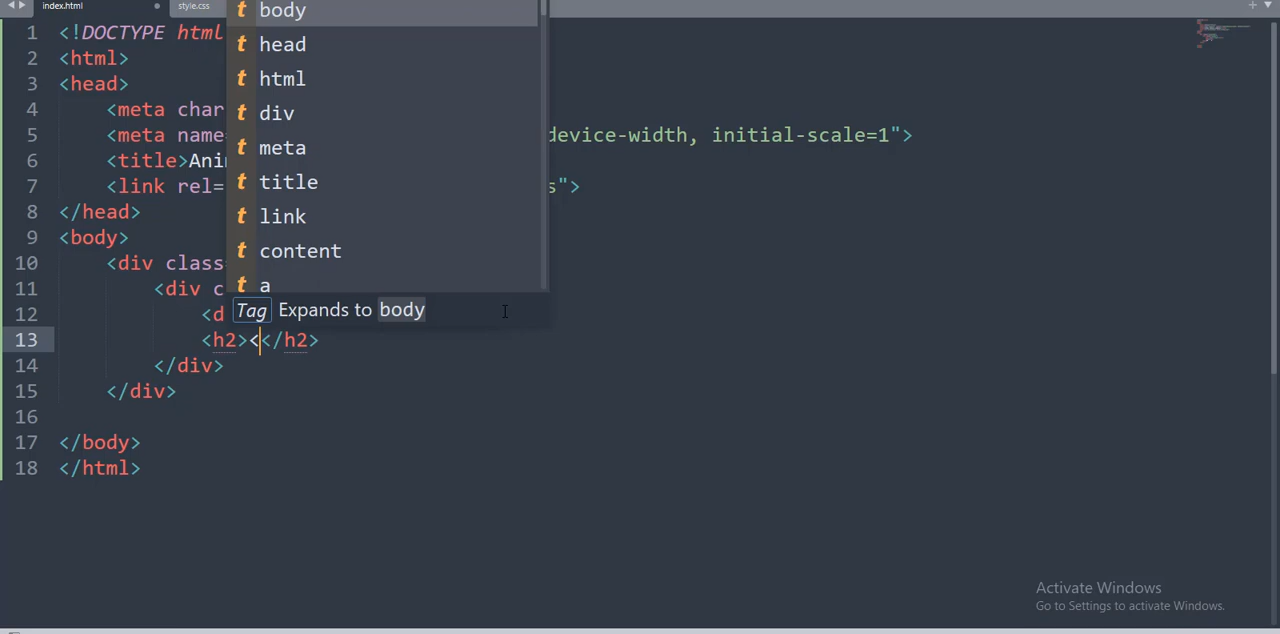 index.html
style.css
1 <!DOCTYPE html
2 <html>
3 <head>
4 <meta char
5 <meta name= device-width, initial-scale=1">
6 <title>Ani
7 <link rel= s">
8 </head>
9 <body>
10 <div class
11 <div c
12 <d
13 <h2><</h2>
14 </div>
15 </div>
16
17 </body>
18 </html>
t body
t head
t html
t div
t meta
t title
t link
t content
t a
Tag Expands to body
Activate Windows
Go to Settings to activate Windows.